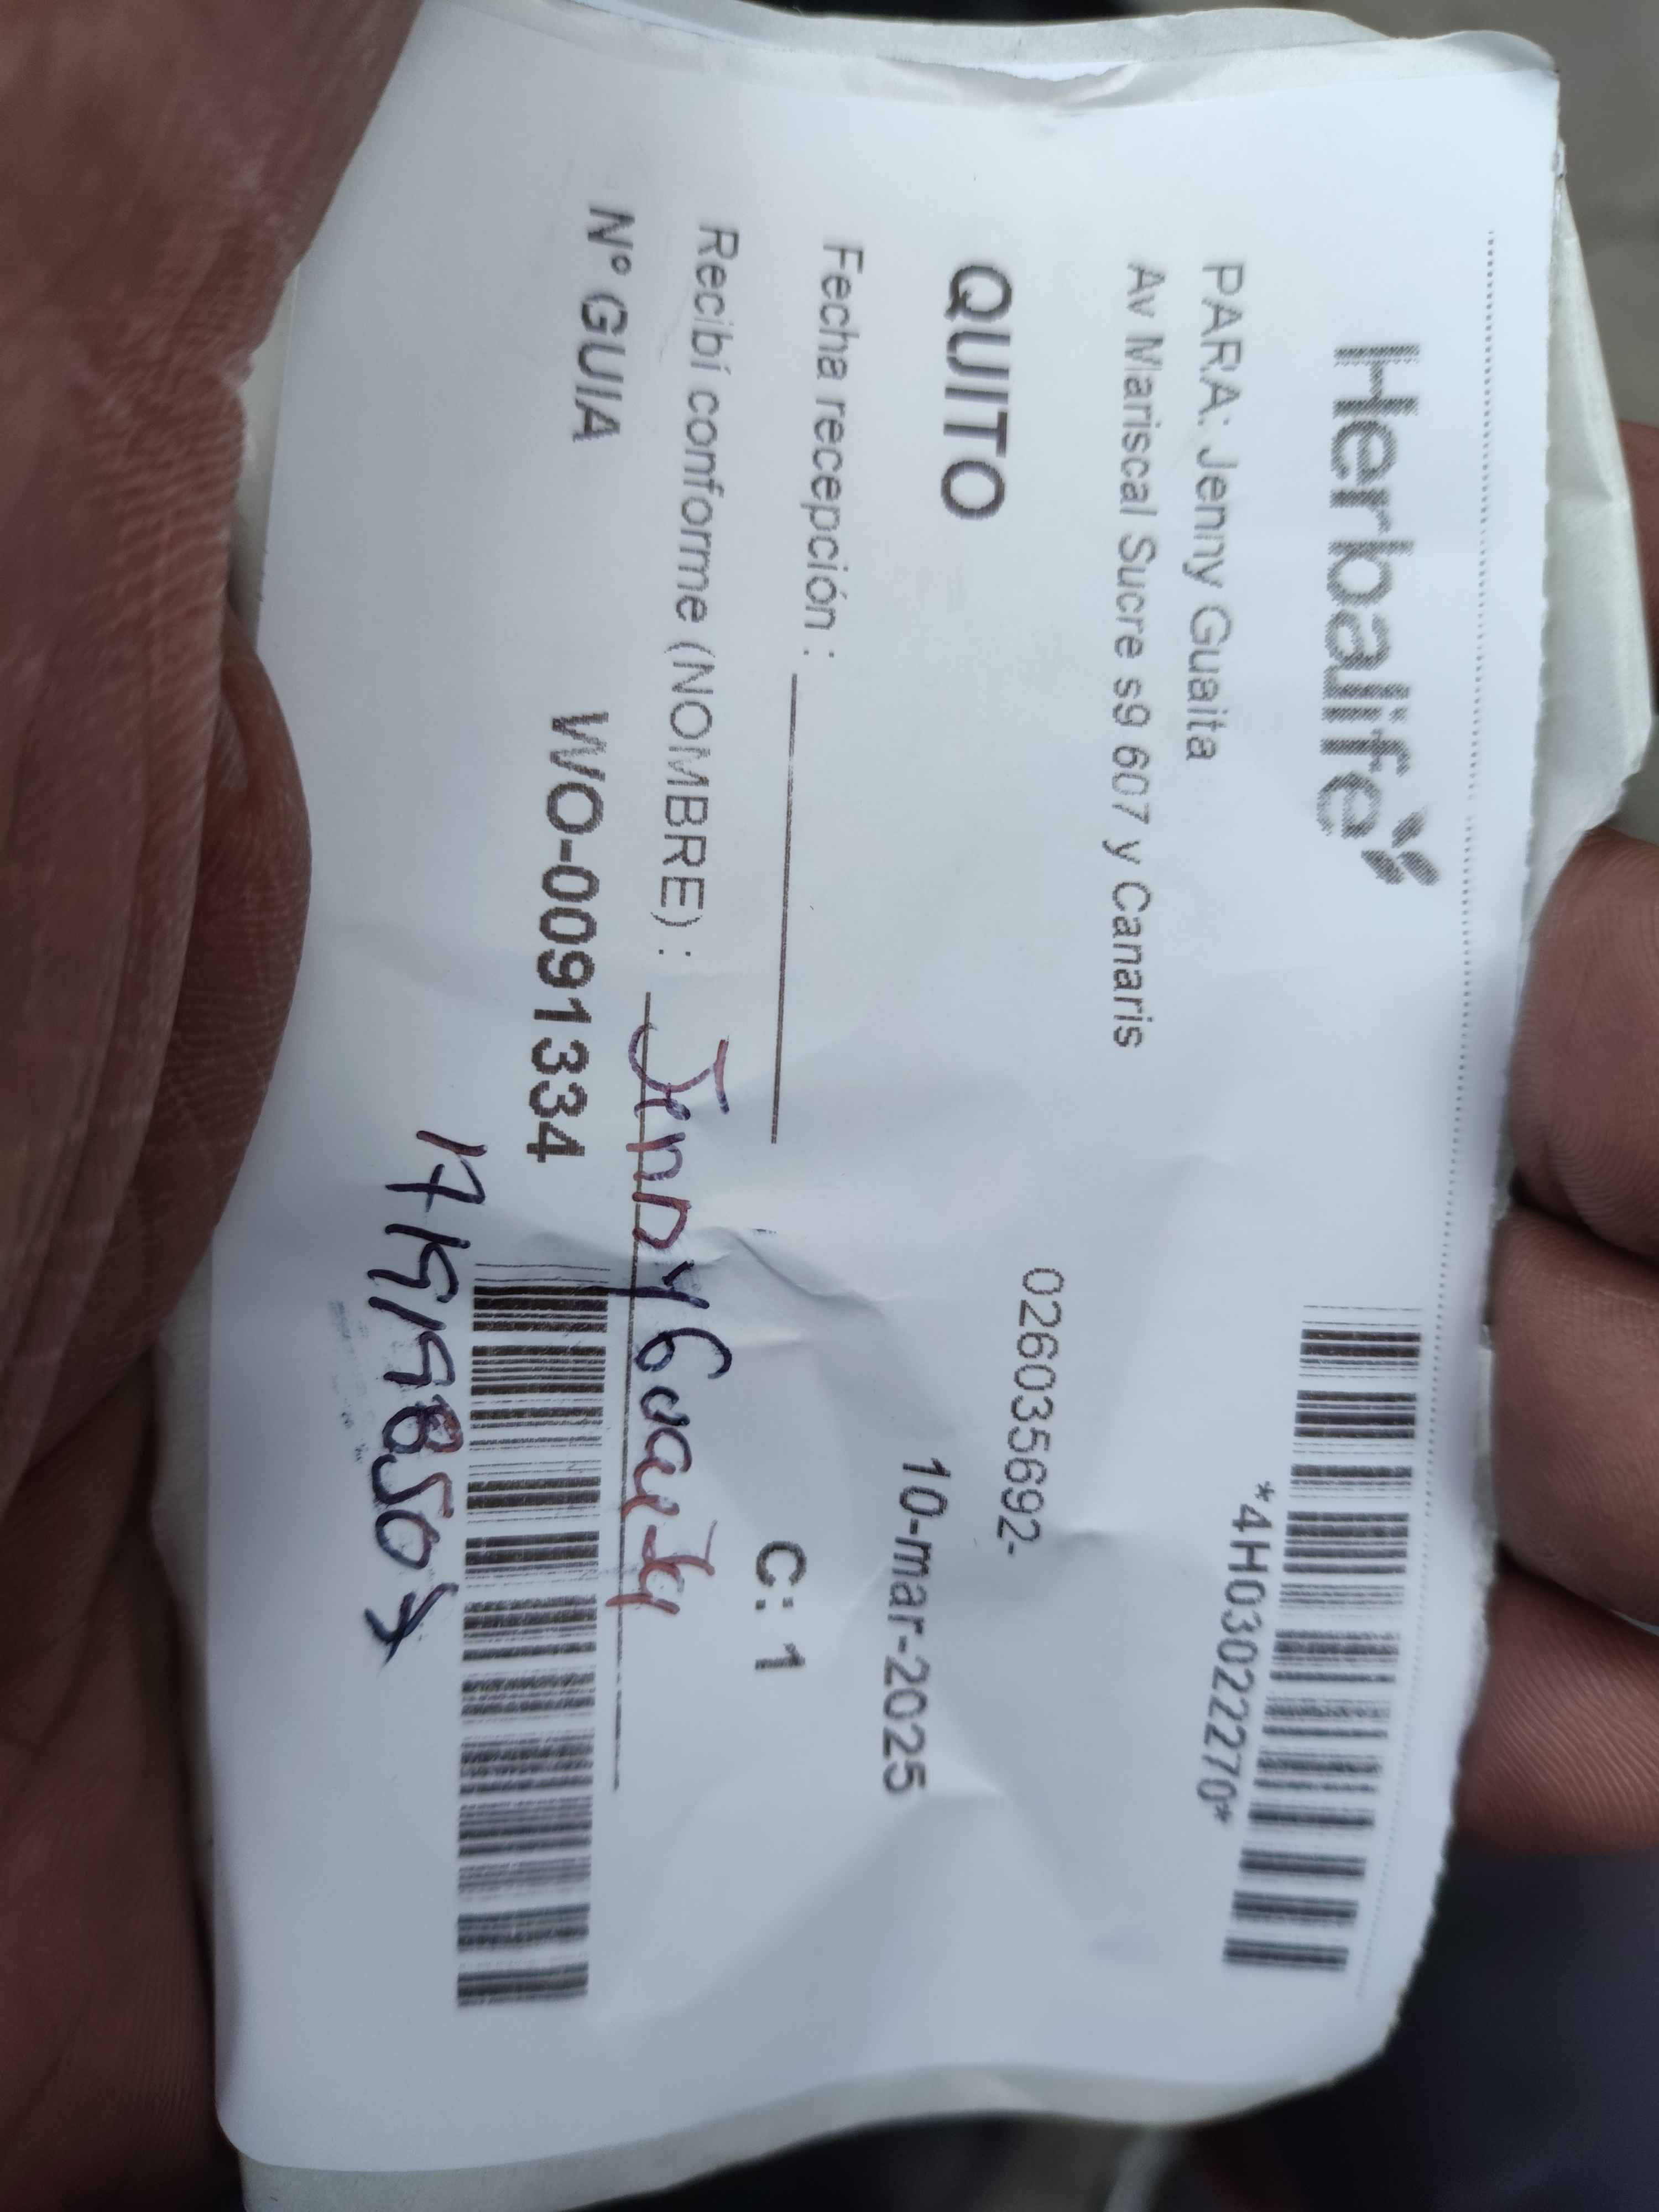 Herbalife
*4H03022270*
PARA: Jenny Guaita
Av Mariscal Sucre s9 607 y Canaris
026035692-
QUITO
10-mar-2025
Fecha recepción :
C: 1
Recibí conforme (NOMBRE) : Jenny Guaita
Nº GUIA WO-0091334